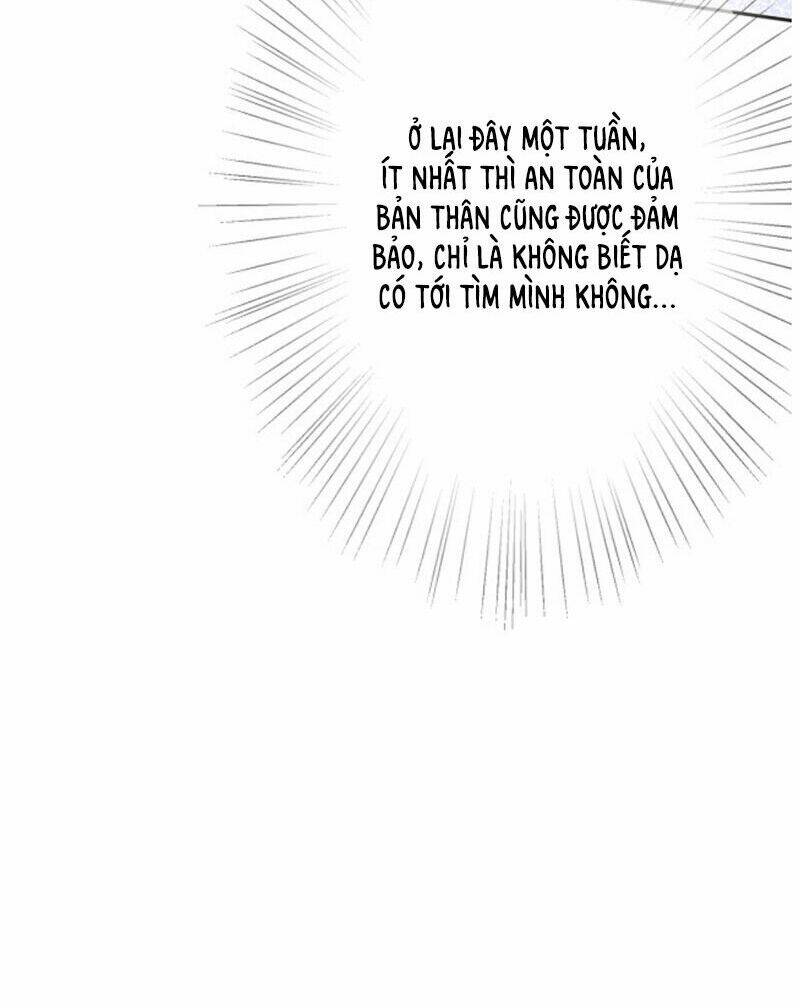 Ở LẠI ĐÂY MỘT TUẦN,
ÍT NHẤT THÌ AN TOÀN CỦA
BẢN THÂN CŨNG ĐƯỢC ĐẢM
BẢO, CHỈ LÀ KHÔNG BIẾT DẠ
CÓ TỚI TÌM MÌNH KHÔNG...